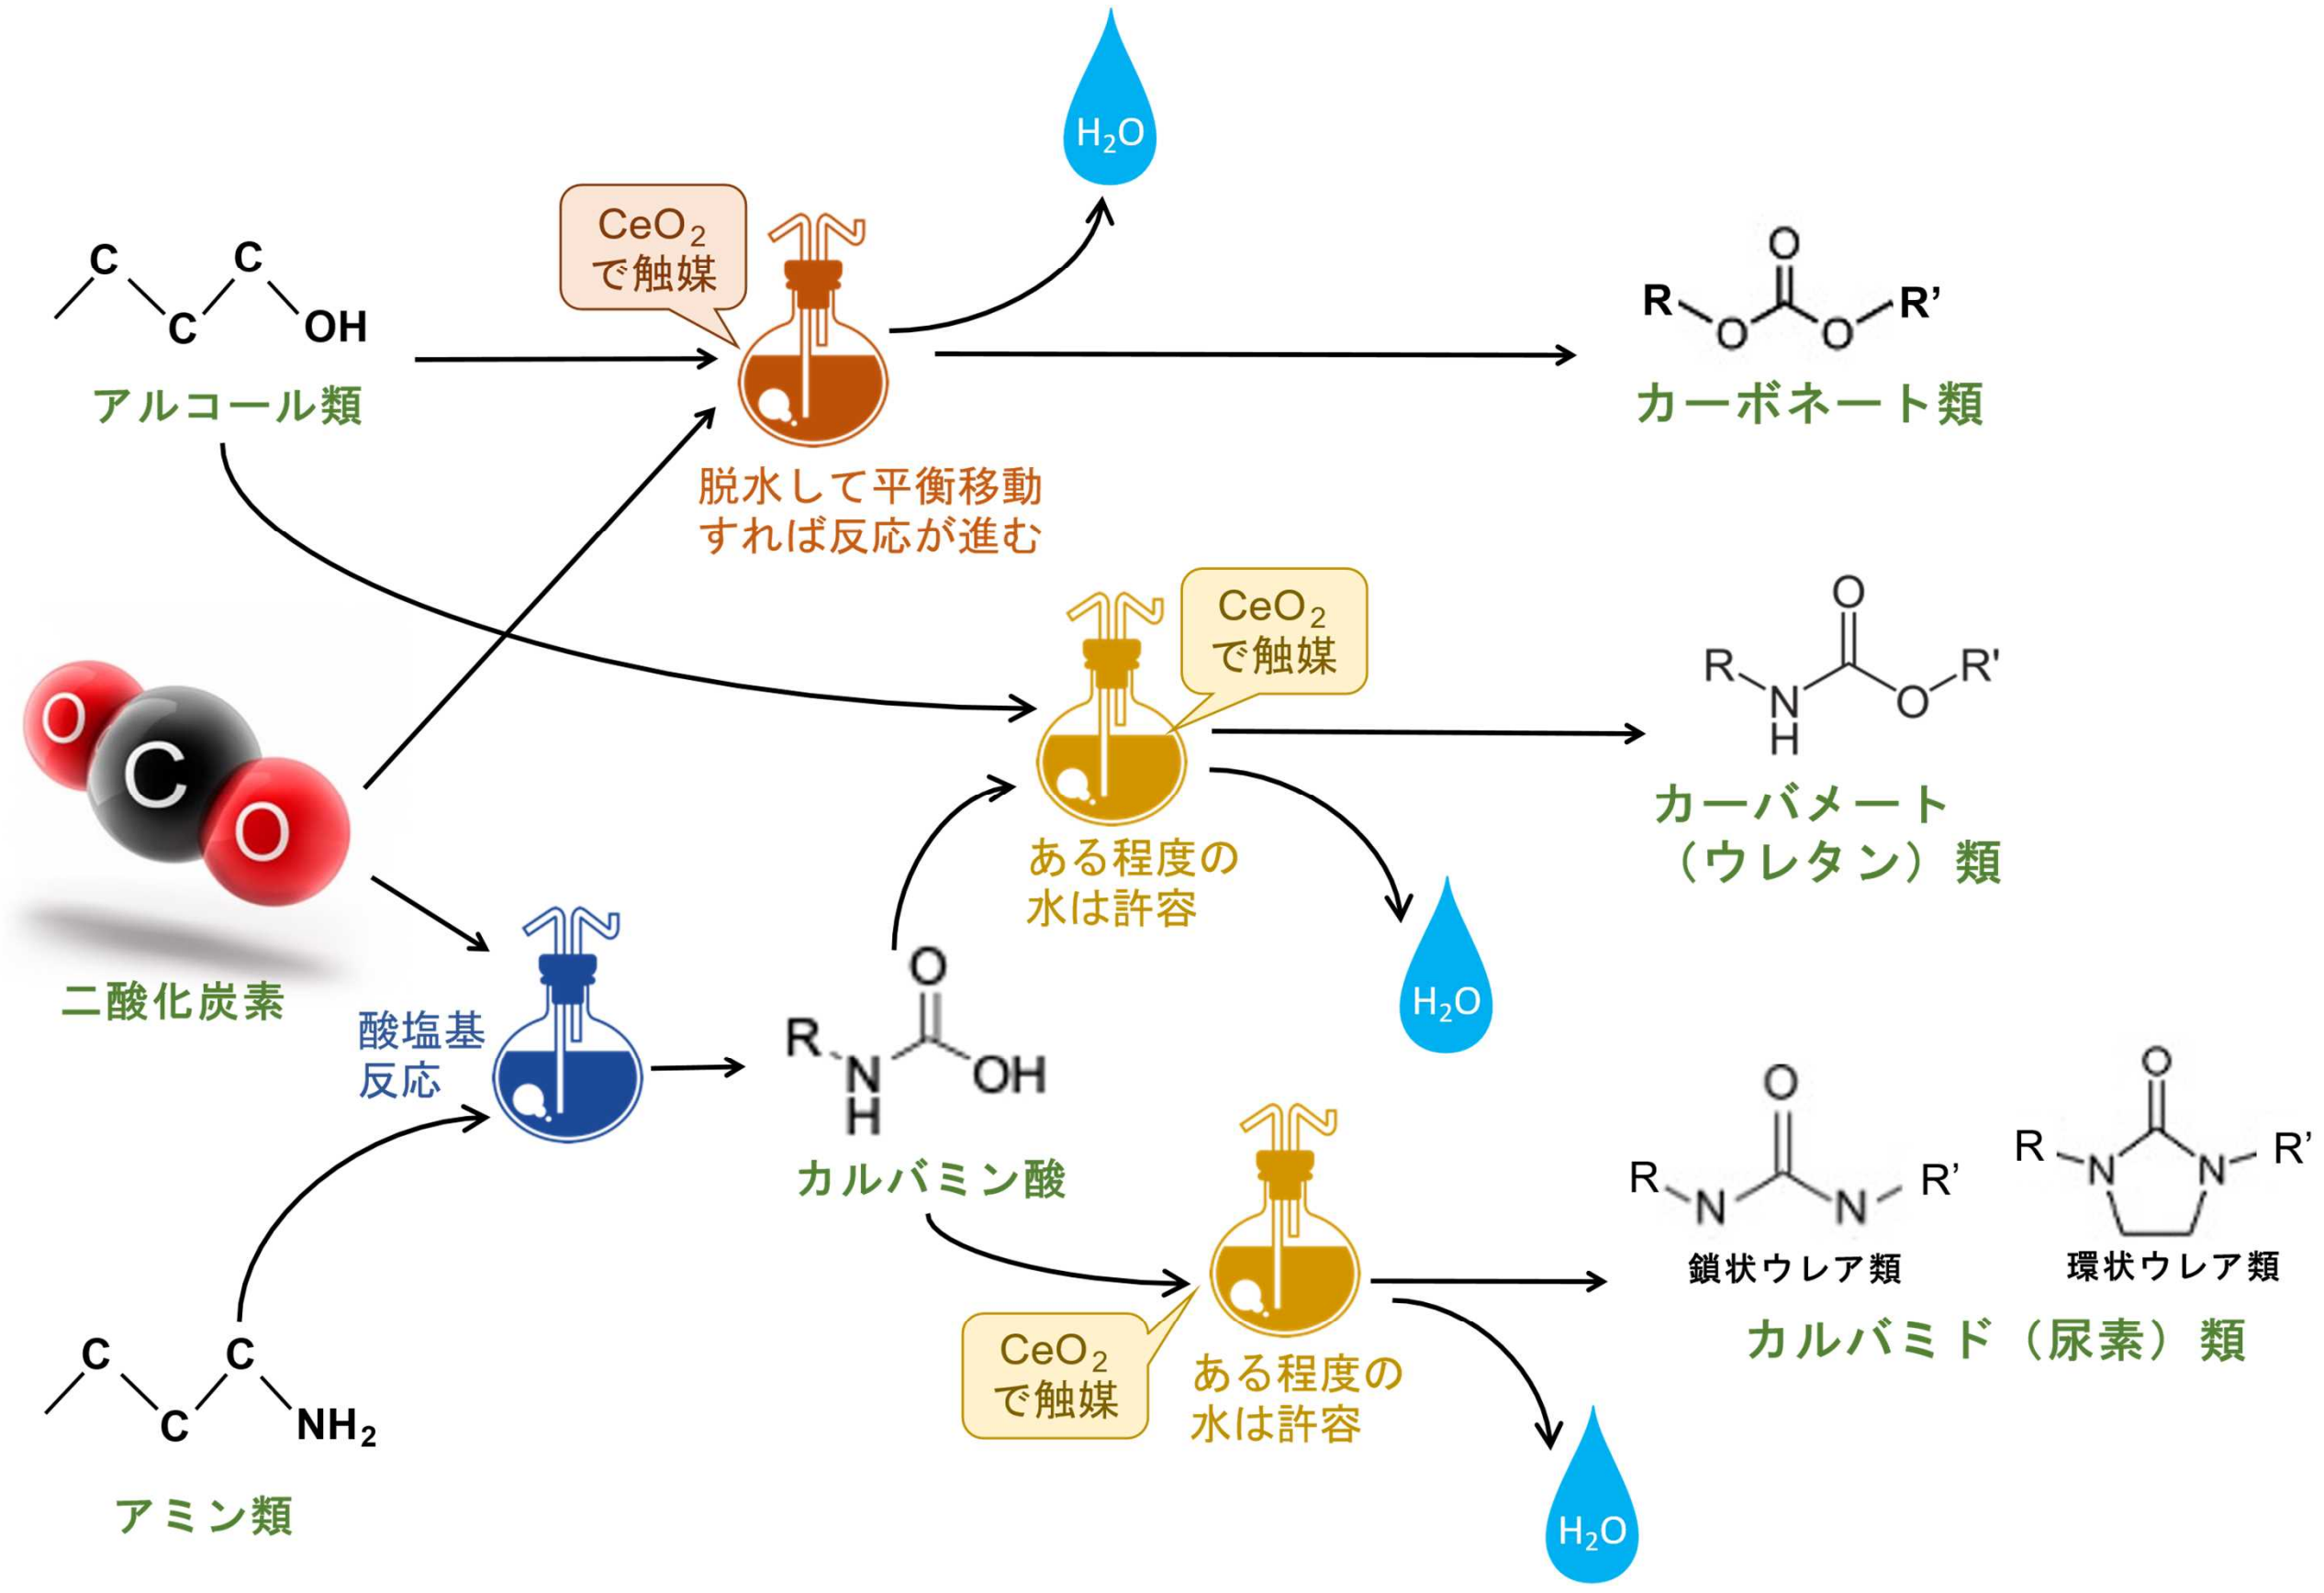 H₂O
CeO₂
で触媒
C
C
C
OH
アルコール類
脱水して平衡移動
すれば反応が進む
O
R
O
O
R’
カーボネート類
CeO₂
で触媒
ある程度の
水は許容
O
R
N
H
O
R'
カーバメート
（ウレタン）類
H₂O
O
C
O
二酸化炭素
酸塩基
反応
O
R
N
H
OH
カルバミン酸
C
C
C
NH₂
アミン類
CeO₂
で触媒
ある程度の
水は許容
O
R
N
N
R’
鎖状ウレア類
O
R
N
N
R’
環状ウレア類
カルバミド（尿素）類
H₂O